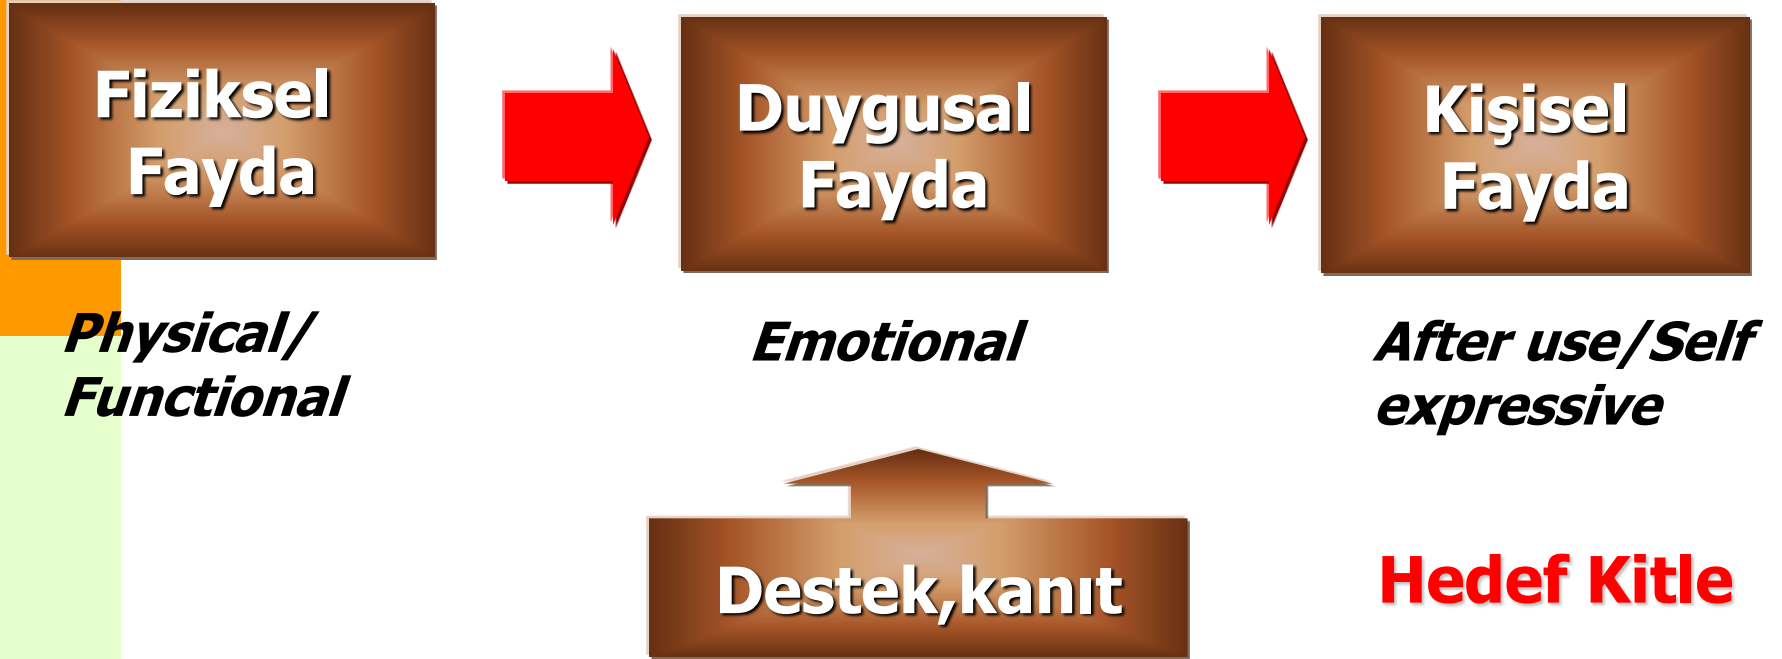 Fiziksel
Fayda
Duygusal
Fayda
Kişisel
Fayda
Physical/
Functional
Emotional
After use/Self
expressive
Destek,kanıt
Hedef Kitle